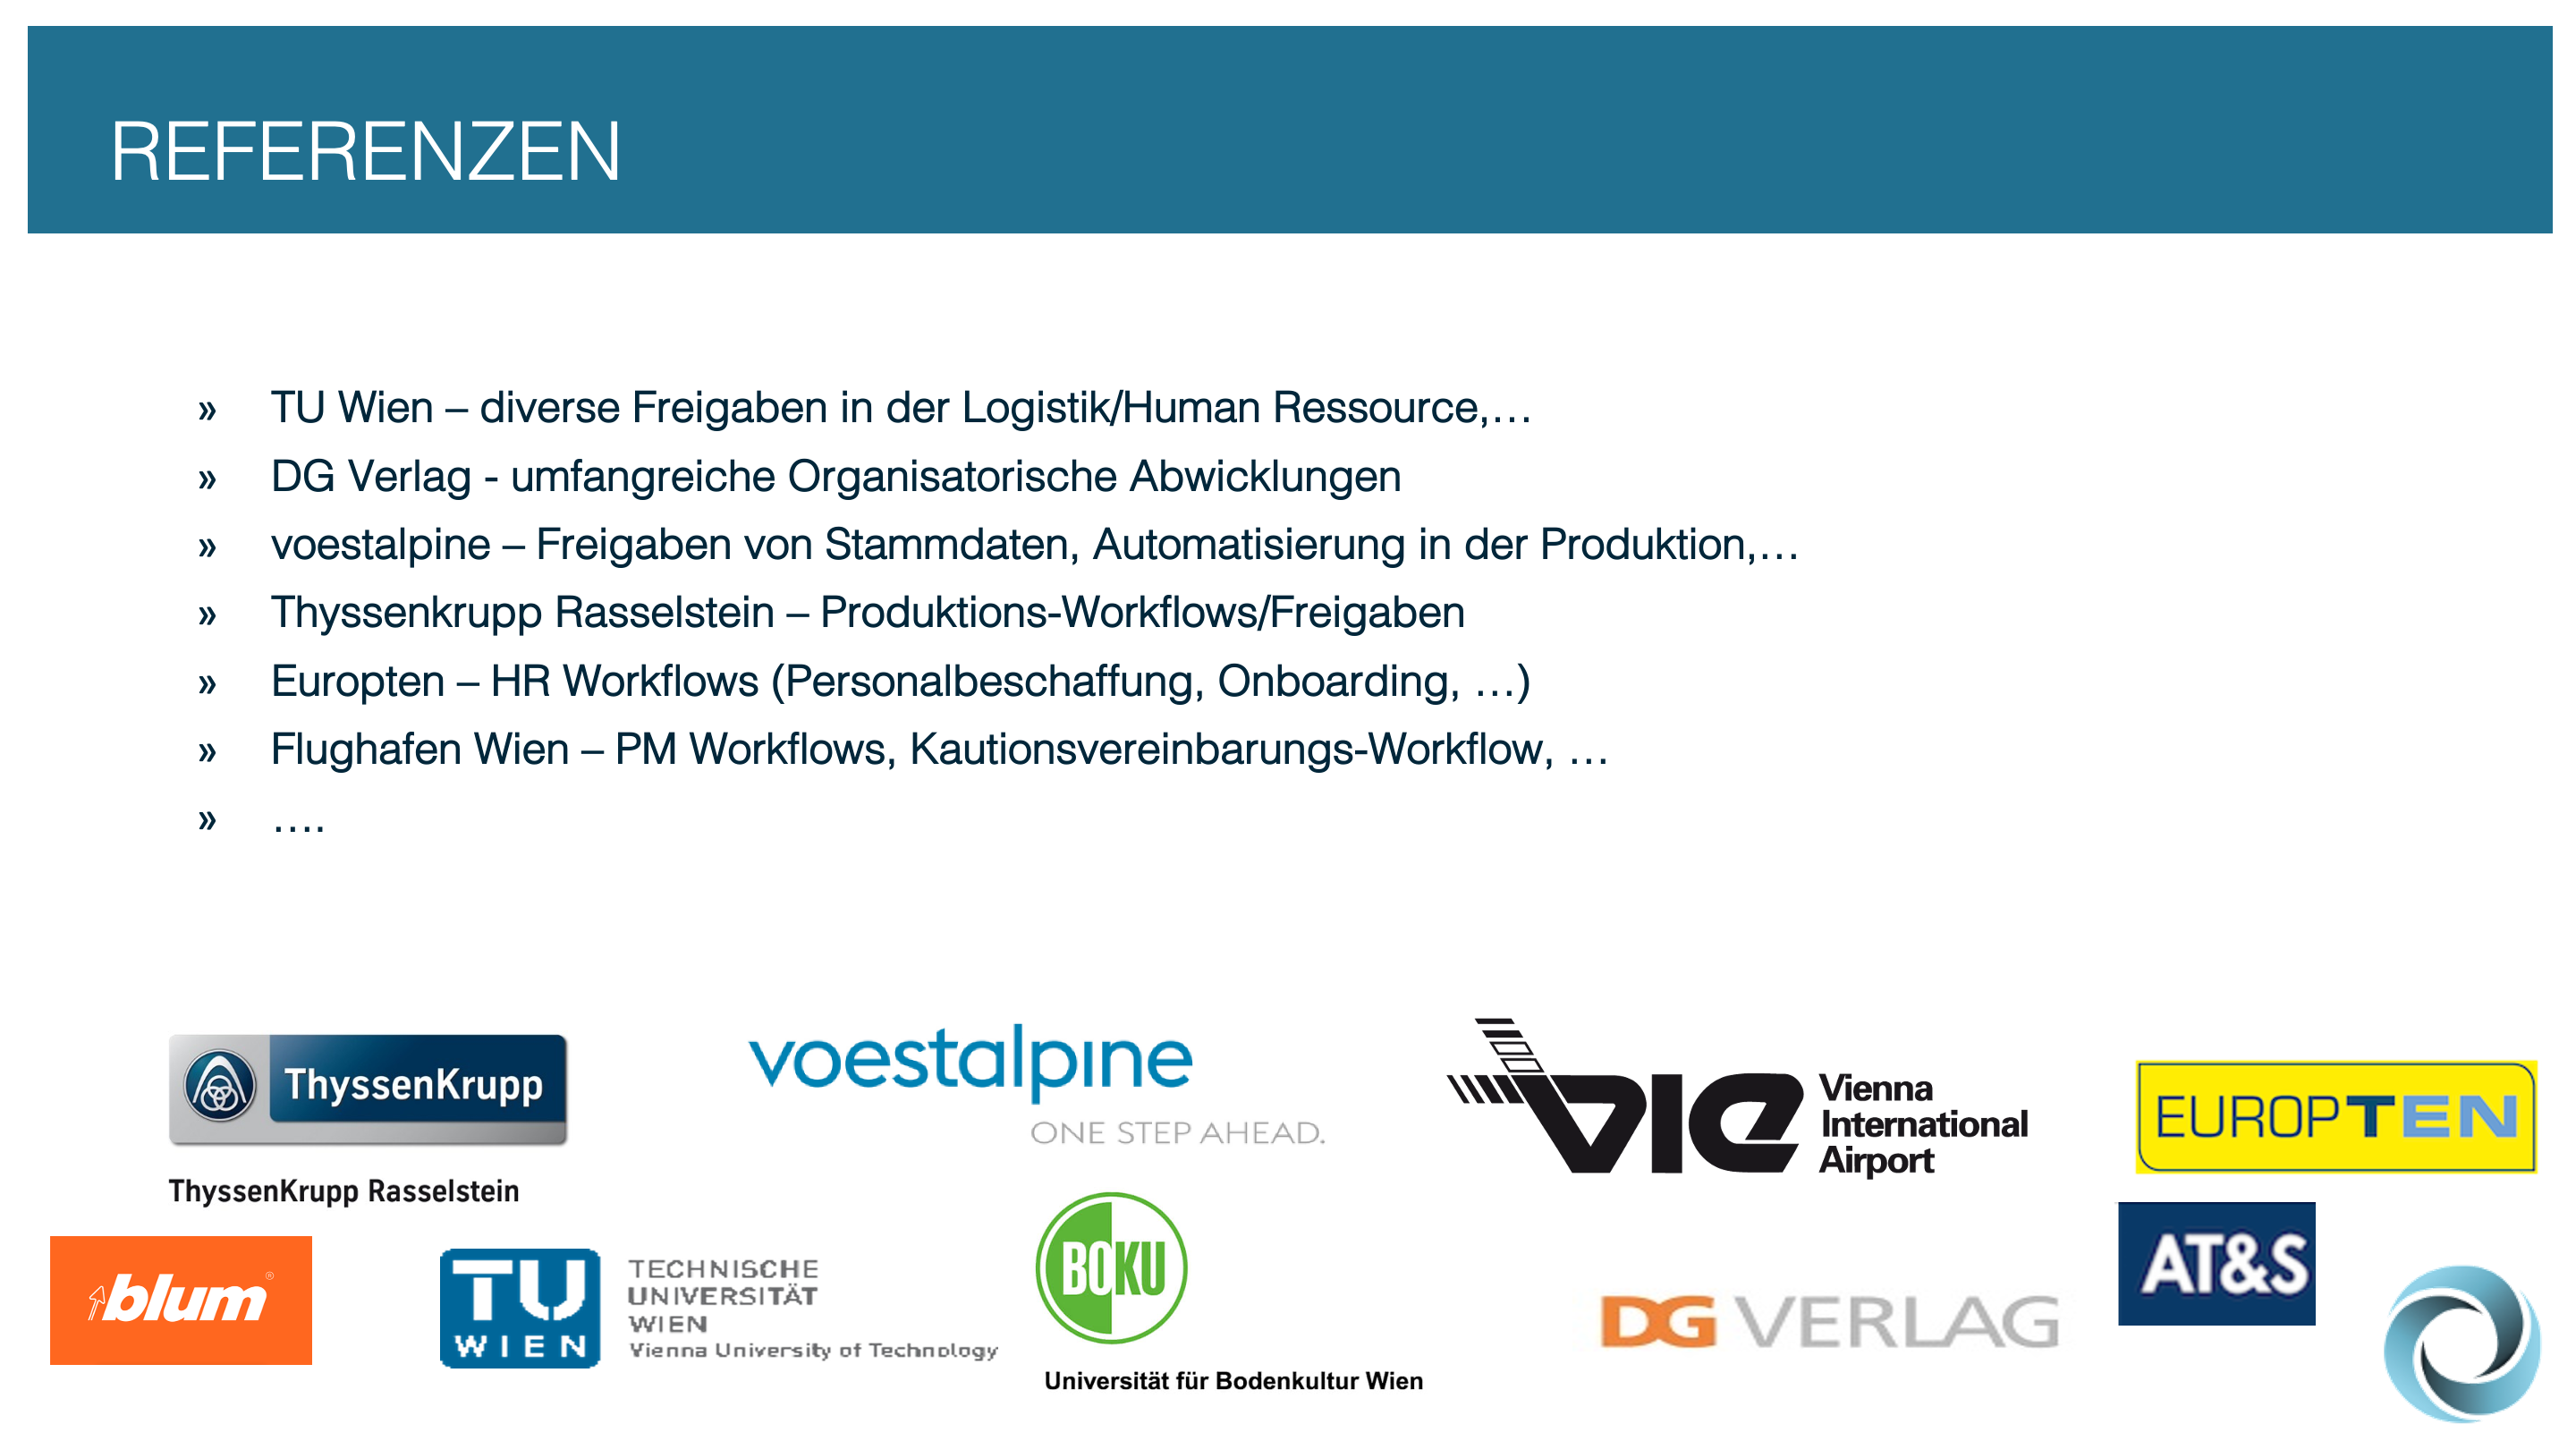 REFERENZEN
» TU Wien – diverse Freigaben in der Logistik/Human Ressource,…
» DG Verlag - umfangreiche Organisatorische Abwicklungen
» voestalpine – Freigaben von Stammdaten, Automatisierung in der Produktion,…
» Thyssenkrupp Rasselstein – Produktions-Workflows/Freigaben
» Europten – HR Workflows (Personalbeschaffung, Onboarding, …)
» Flughafen Wien – PM Workflows, Kautionsvereinbarungs-Workflow, …
» ….
ThyssenKrupp
ThyssenKrupp Rasselstein
voestalpine
ONE STEP AHEAD.
VIE
Vienna
International
Airport
EUROPTEN
blum®
TU
WIEN
TECHNISCHE
UNIVERSITÄT
WIEN
Vienna University of Technology
BOKU
Universität für Bodenkultur Wien
DG VERLAG
AT&S